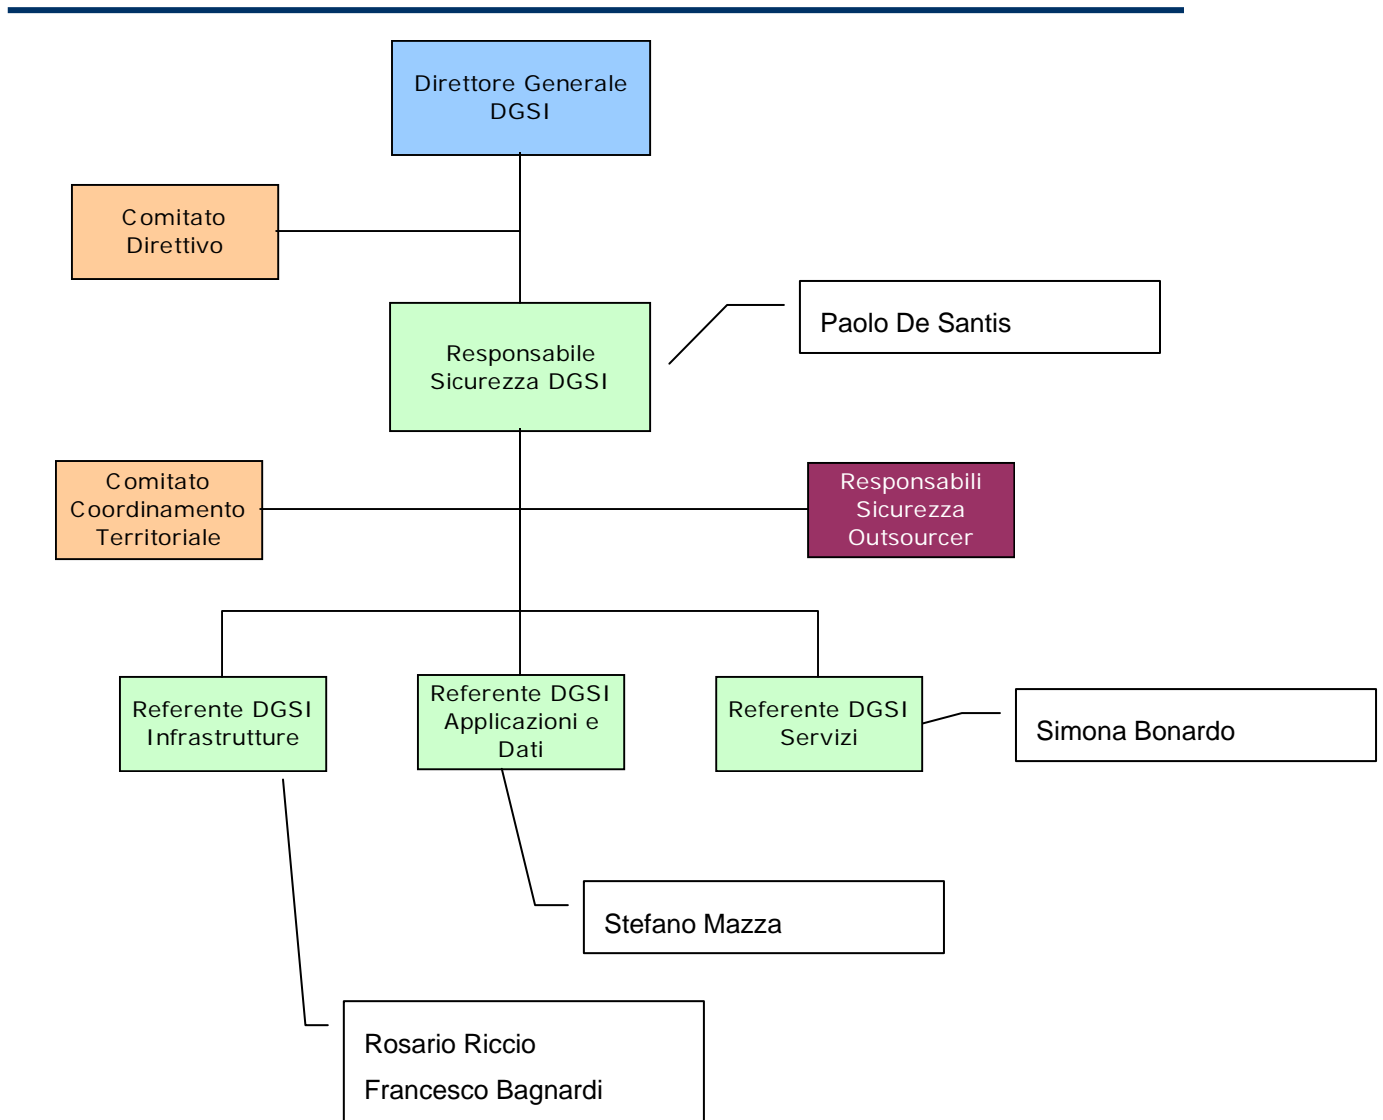 Direttore Generale
DGSI
Comitato
Direttivo
Paolo De Santis
Responsabile
Sicurezza DGSI
Comitato
Coordinamento
Territoriale
Responsabili
Sicurezza
Outsourcer
Referente DGSI
Infrastrutture
Referente DGSI
Applicazioni e
Dati
Referente DGSI
Servizi
Simona Bonardo
Stefano Mazza
Rosario Riccio
Francesco Bagnardi